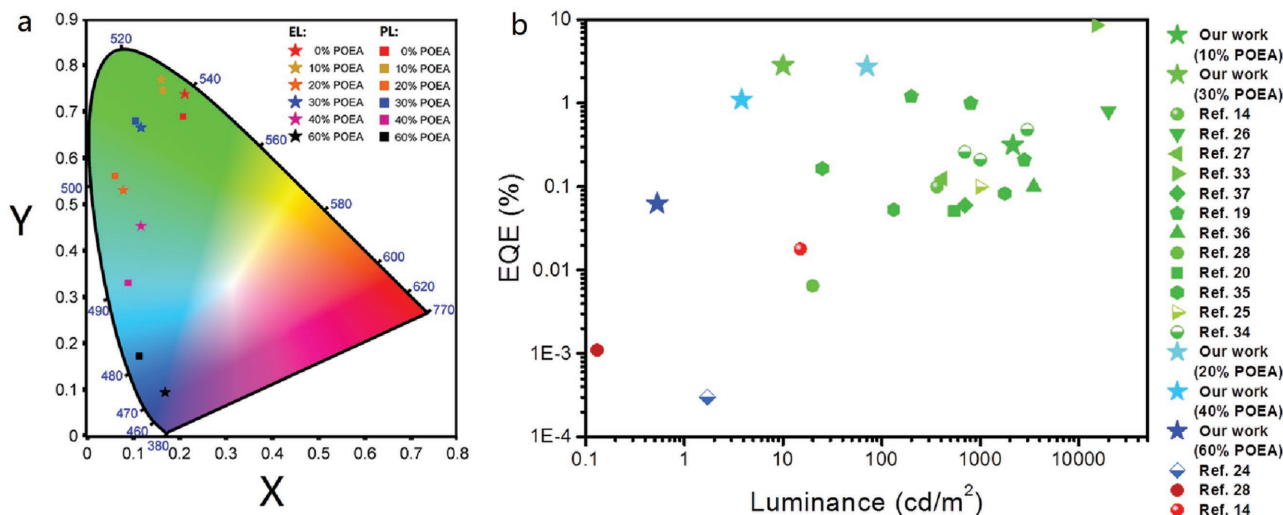 a
EL:
PL:
0% POEA
0% POEA
10% POEA
10% POEA
20% POEA
20% POEA
30% POEA
30% POEA
40% POEA
40% POEA
60% POEA
60% POEA
0.9
0.8
0.7
0.6
0.5
0.4
0.3
0.2
0.1
0
Y
520
540
560
500
580
600
620
490
770
480
470
460
380
0
0.1
0.2
0.3
0.4
0.5
0.6
0.7
0.8
X
b
10
1
0.1
0.01
1E-3
1E-4
EQE (%)
0.1
1
10
100
1000
10000
Luminance (cd/m²)
Our work
(10% POEA)
Our work
(30% POEA)
Ref. 14
Ref. 26
Ref. 27
Ref. 33
Ref. 37
Ref. 19
Ref. 36
Ref. 28
Ref. 20
Ref. 35
Ref. 25
Ref. 34
Our work
(20% POEA)
Our work
(40% POEA)
Our work
(60% POEA)
Ref. 24
Ref. 28
Ref. 14